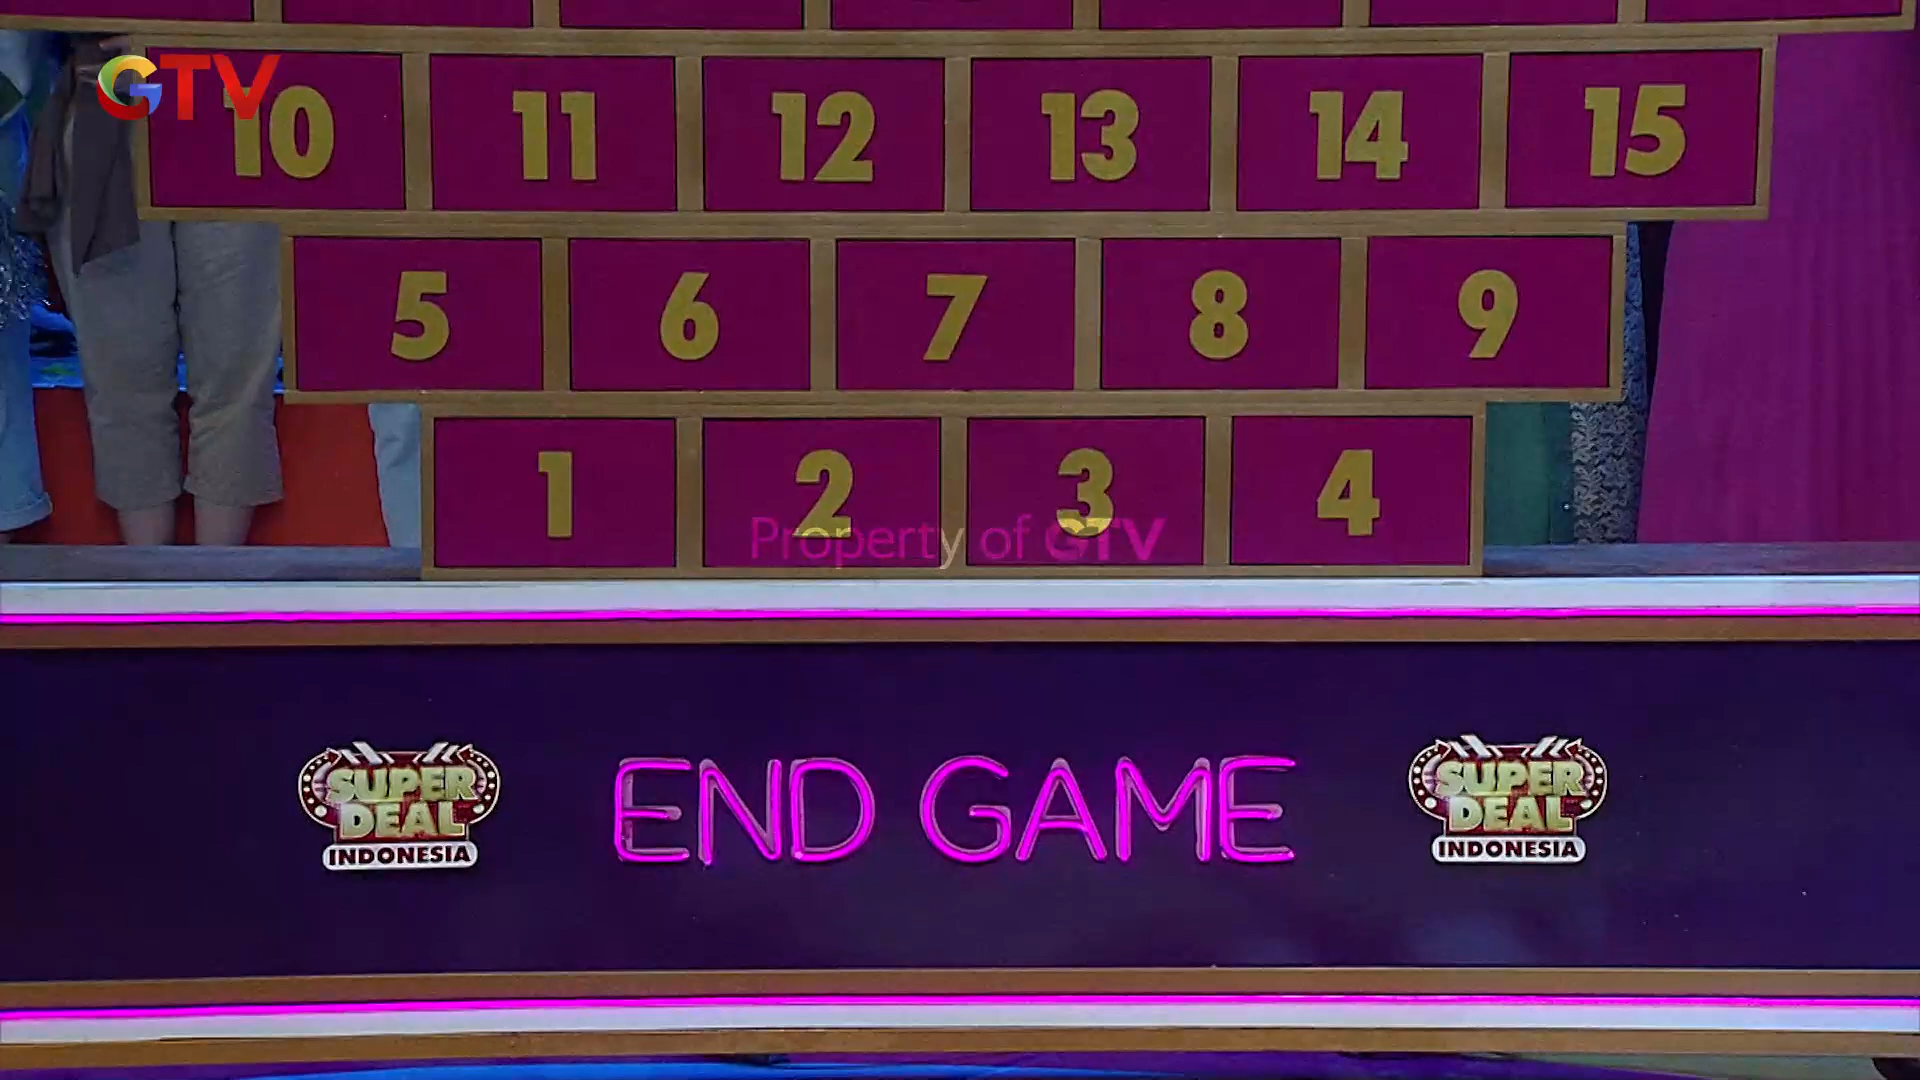 GTV
10 11 12 13 14 15
5 6 7 8 9
1 2 3 4
Property of GTV
SUPER DEAL INDONESIA
END GAME
SUPER DEAL INDONESIA